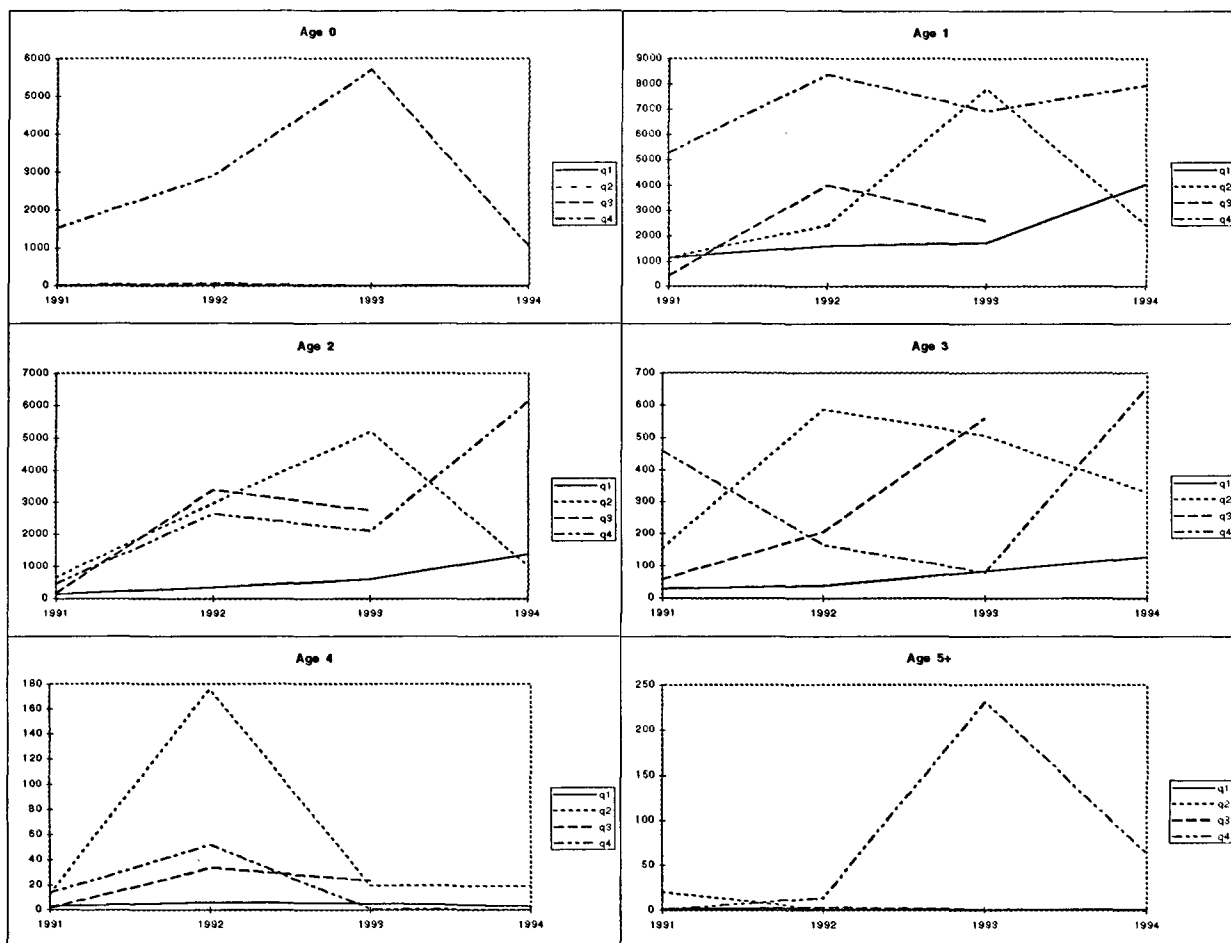 Age 0
6000
5000
4000
3000
2000
1000
0
1991 1992 1993 1994
q1
q2
q3
q4
Age 1
9000
8000
7000
6000
5000
4000
3000
2000
1000
0
1991 1992 1993 1994
q1
q2
q3
q4
Age 2
7000
6000
5000
4000
3000
2000
1000
0
1991 1992 1993 1994
q1
q2
q3
q4
Age 3
700
600
500
400
300
200
100
0
1991 1992 1993 1994
q1
q2
q3
q4
Age 4
180
160
140
120
100
80
60
40
20
0
1991 1992 1993 1994
q1
q2
q3
q4
Age 5+
250
200
150
100
50
0
1991 1992 1993 1994
q1
q2
q3
q4